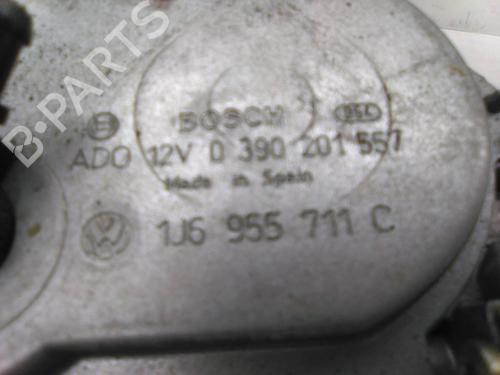 B-PARTS
BOSCH
ADO 12V 0 390 201 557
Made in Spain
1J6 955 711 C